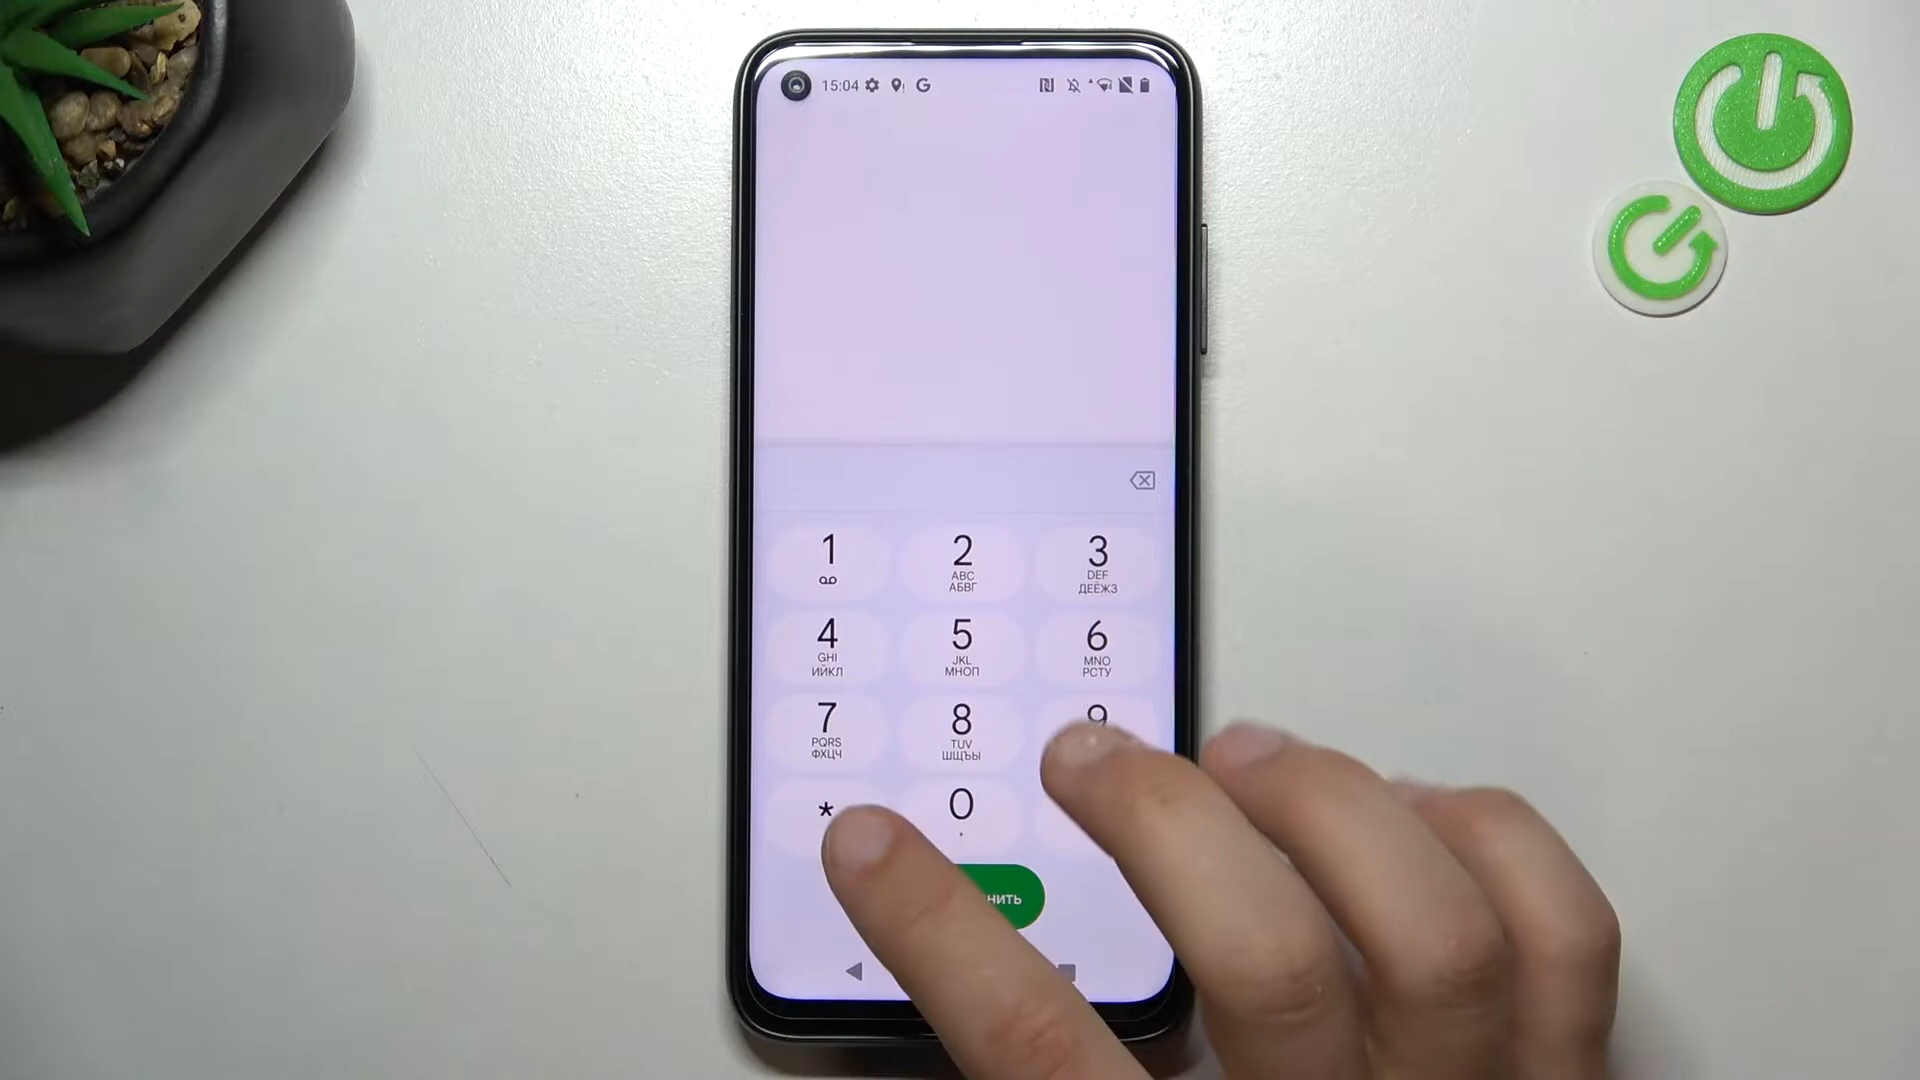 15:04
1
2
ABC
АБВГ
3
DEF
ДЕЁЖЗ
4
GHI
ИЙКЛ
5
JKL
МНОП
6
MNO
РСТУ
7
PQRS
ФХЦЧ
8
TUV
ШЩЪЫ
9
*
0
нить